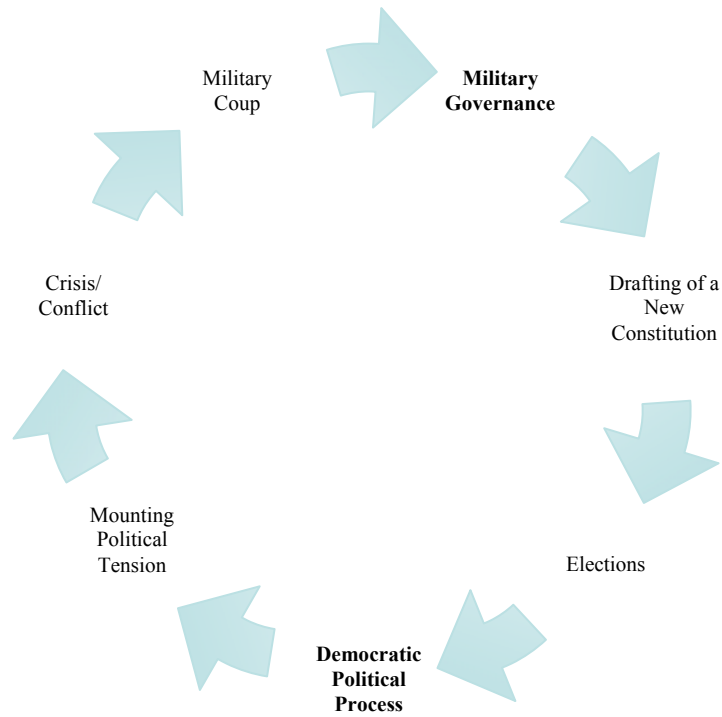 Military
Coup
Military
Governance
Drafting of a
New
Constitution
Elections
Democratic
Political
Process
Mounting
Political
Tension
Crisis/
Conflict